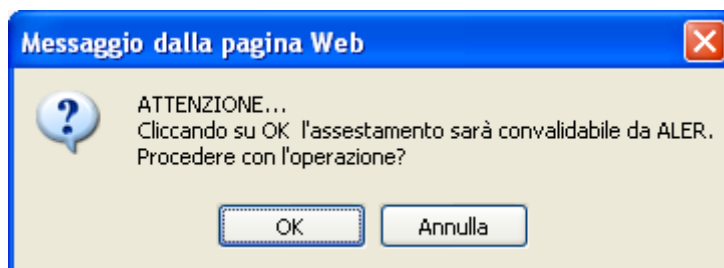 Messaggio dalla pagina Web
ATTENZIONE...
Cliccando su OK l'assestamento sarà convalidabile da ALER.
Procedere con l'operazione?
OK
Annulla